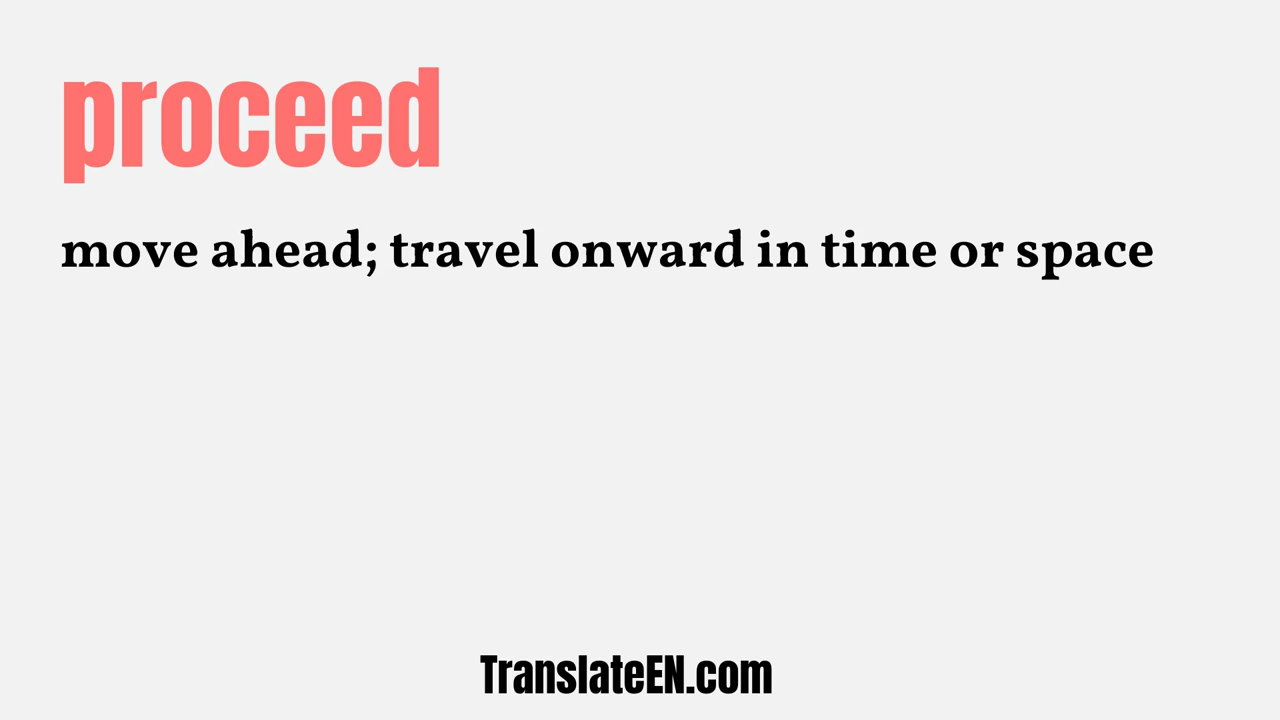 proceed
move ahead; travel onward in time or space
TranslateEN.com